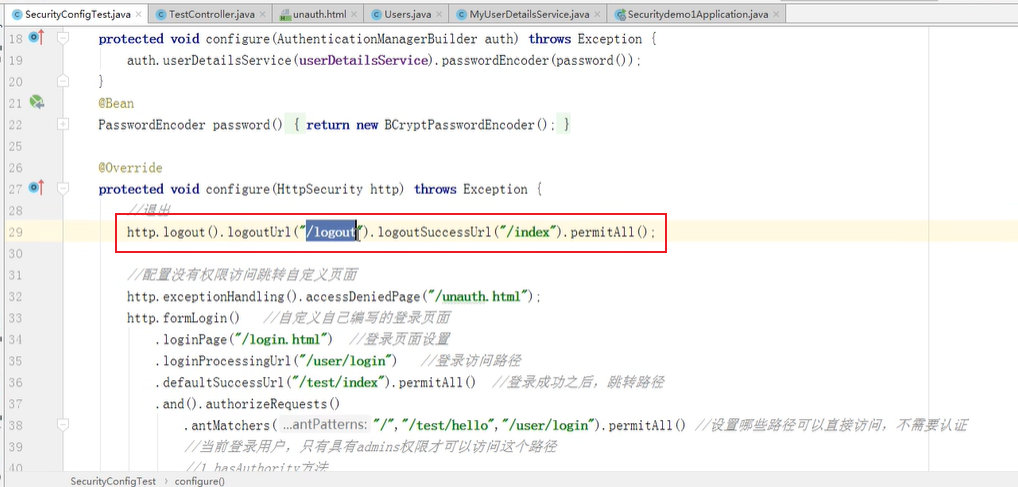 SecurityConfigTest.java × TestController.java × unauth.html × Users.java × MyUserDetailsService.java × Securitydemo1Application.java ×
18 protected void configure(AuthenticationManagerBuilder auth) throws Exception {
19 auth.userDetailsService(userDetailsService).passwordEncoder(password());
20 }
21 @Bean
22 PasswordEncoder password() { return new BCryptPasswordEncoder(); }
25
26 @Override
27 protected void configure(HttpSecurity http) throws Exception {
28 //退出
29 http.logout().logoutUrl("/logout").logoutSuccessUrl("/index").permitAll();
30
31 //配置没有权限访问跳转自定义页面
32 http.exceptionHandling().accessDeniedPage("/unauth.html");
33 http.formLogin() //自定义自己编写的登录页面
34 .loginPage("/login.html") //登录页面设置
35 .loginProcessingUrl("/user/login") //登录访问路径
36 .defaultSuccessUrl("/test/index").permitAll() //登录成功之后，跳转路径
37 .and().authorizeRequests()
38 .antMatchers( ...antPatterns: "/","/test/hello","/user/login").permitAll() //设置哪些路径可以直接访问，不需要认证
39 //当前登录用户，只有具有admins权限才可以访问这个路径
40 //1 hasAuthority方法
SecurityConfigTest › configure()